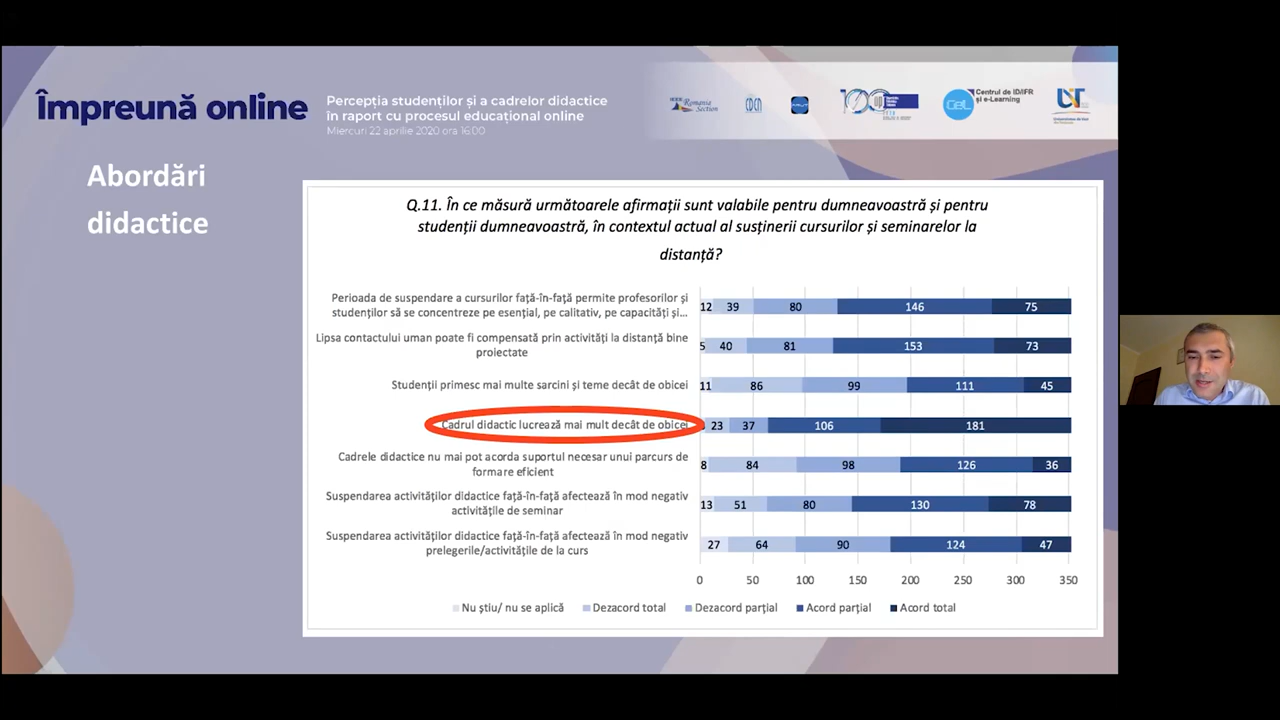 Împreună online
Percepția studenților și a cadrelor didactice
în raport cu procesul educațional online
Miercuri 22 aprilie 2020 ora 16:00
Romania
Section
EDEN
Centrul de ID/IFR
și e-Learning
Abordări
didactice
Q.11. În ce măsură următoarele afirmații sunt valabile pentru dumneavoastră și pentru
studenții dumneavoastră, în contextul actual al susținerii cursurilor și seminarelor la
distanță?
Perioada de suspendare a cursurilor față-în-față permite profesorilor și
studenților să se concentreze pe esențial, pe calitativ, pe capacități și...
12 39 80 146 75
Lipsa contactului uman poate fi compensată prin activități la distanță bine
proiectate
5 40 81 153 73
Studenții primesc mai multe sarcini și teme decât de obicei
11 86 99 111 45
Cadrul didactic lucrează mai mult decât de obicei
23 37 106 181
Cadrele didactice nu mai pot acorda suportul necesar unui parcurs de
formare eficient
8 84 98 126 36
Suspendarea activităților didactice față-în-față afectează în mod negativ
activitățile de seminar
13 51 80 130 78
Suspendarea activităților didactice față-în-față afectează în mod negativ
prelegerile/activitățile de la curs
27 64 90 124 47
0 50 100 150 200 250 300 350
Nu știu/ nu se aplică Dezacord total Dezacord parțial Acord parțial Acord total